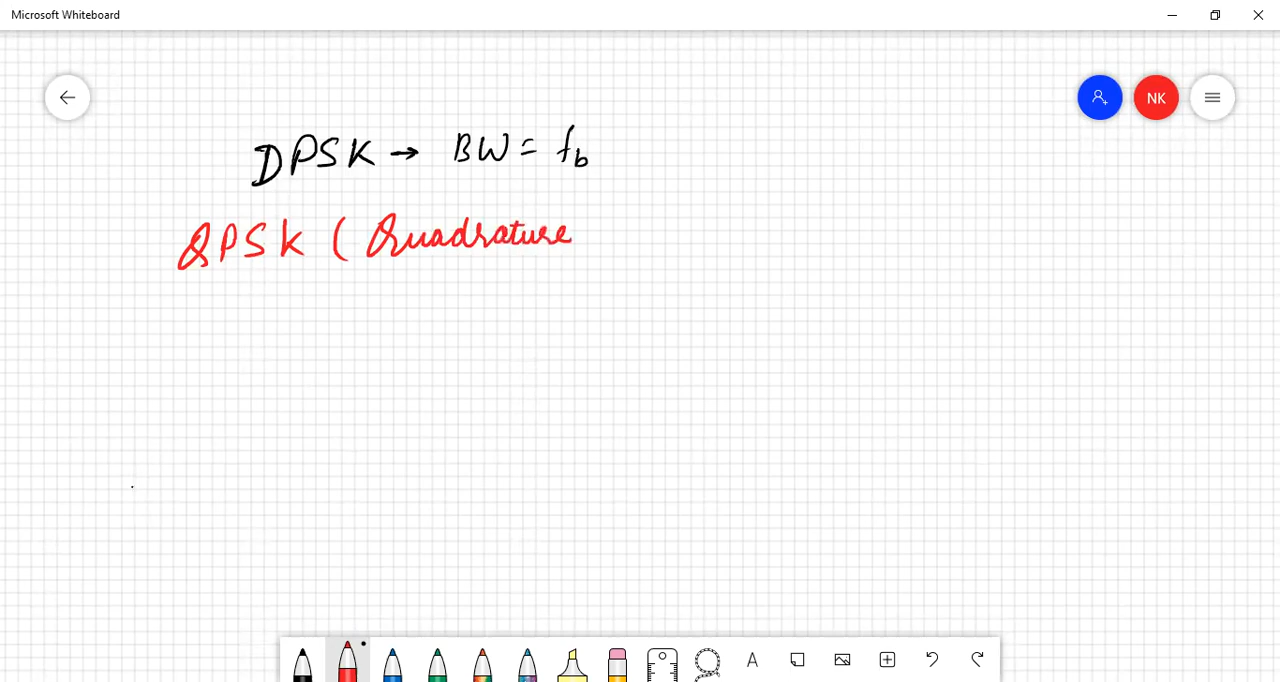 Microsoft Whiteboard
NK
DPSK → BW = fb
QPSK ( Quadrature
A